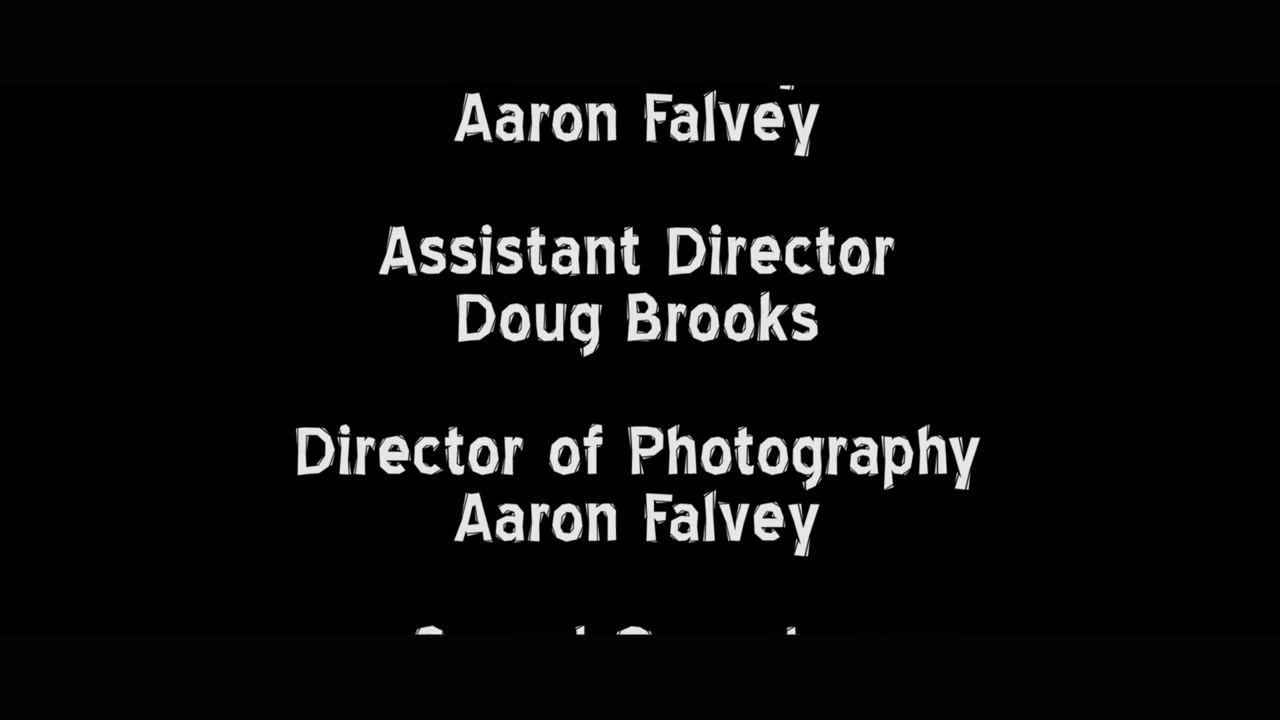 Aaron Falvey
Assistant Director
Doug Brooks
Director of Photography
Aaron Falvey